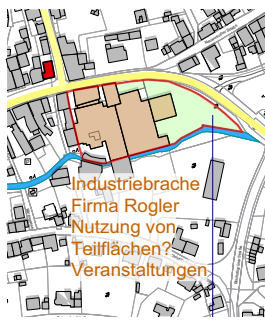 Industriebrache
Firma Rogler
Nutzung von
Teilflächen?
Veranstaltungen